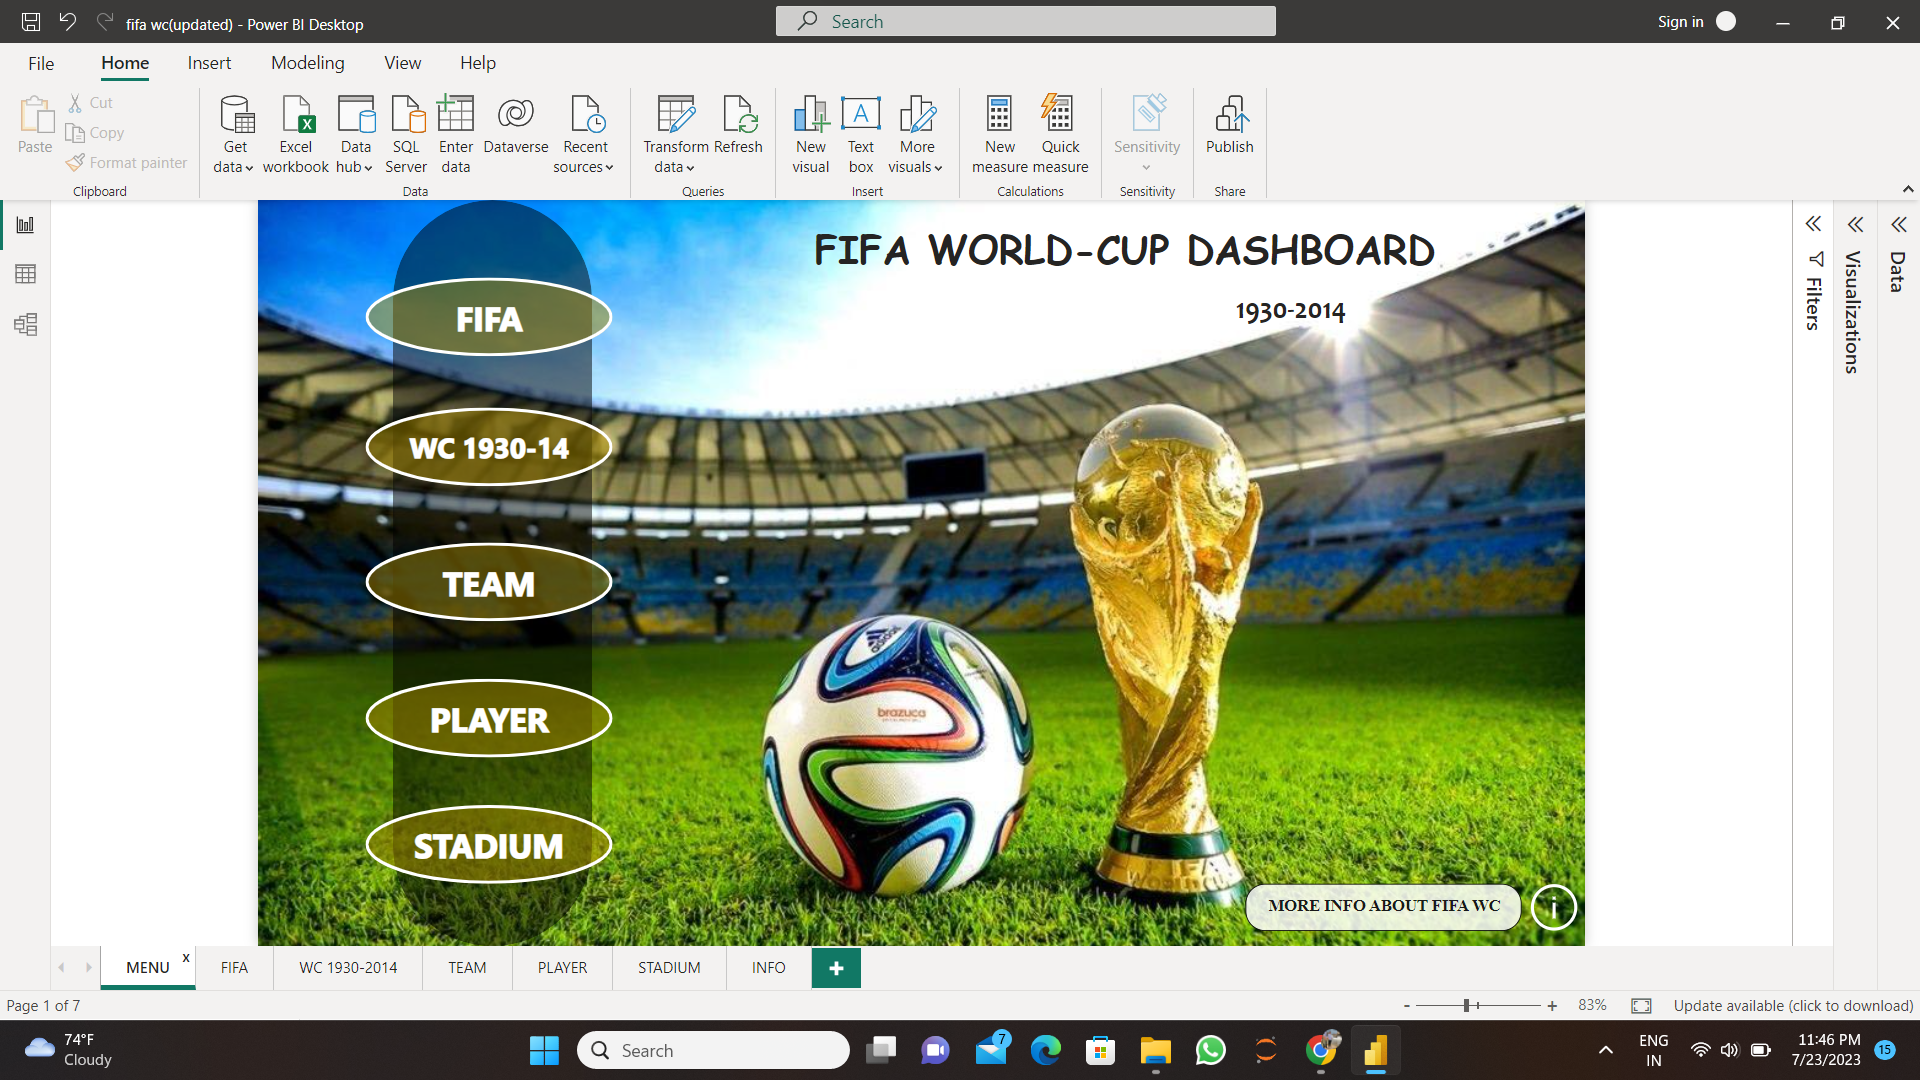 fifa wc(updated) - Power BI Desktop
Search
Sign in
File
Home
Insert
Modeling
View
Help
Paste
Cut
Copy
Format painter
Clipboard
Get data
Excel workbook
Data hub
SQL Server
Enter data
Dataverse
Recent sources
Data
Transform data
Refresh
Queries
New visual
Text box
More visuals
Insert
New measure
Quick measure
Calculations
Sensitivity
Sensitivity
Publish
Share
FIFA WORLD-CUP DASHBOARD
1930-2014
FIFA
WC 1930-14
TEAM
PLAYER
STADIUM
adidas
brazuca
MORE INFO ABOUT FIFA WC
i
Filters
Visualizations
Data
MENU
x
FIFA
WC 1930-2014
TEAM
PLAYER
STADIUM
INFO
+
Page 1 of 7
- + 83%
Update available (click to download)
74°F
Cloudy
Search
7
ENG
IN
11:46 PM
7/23/2023
15